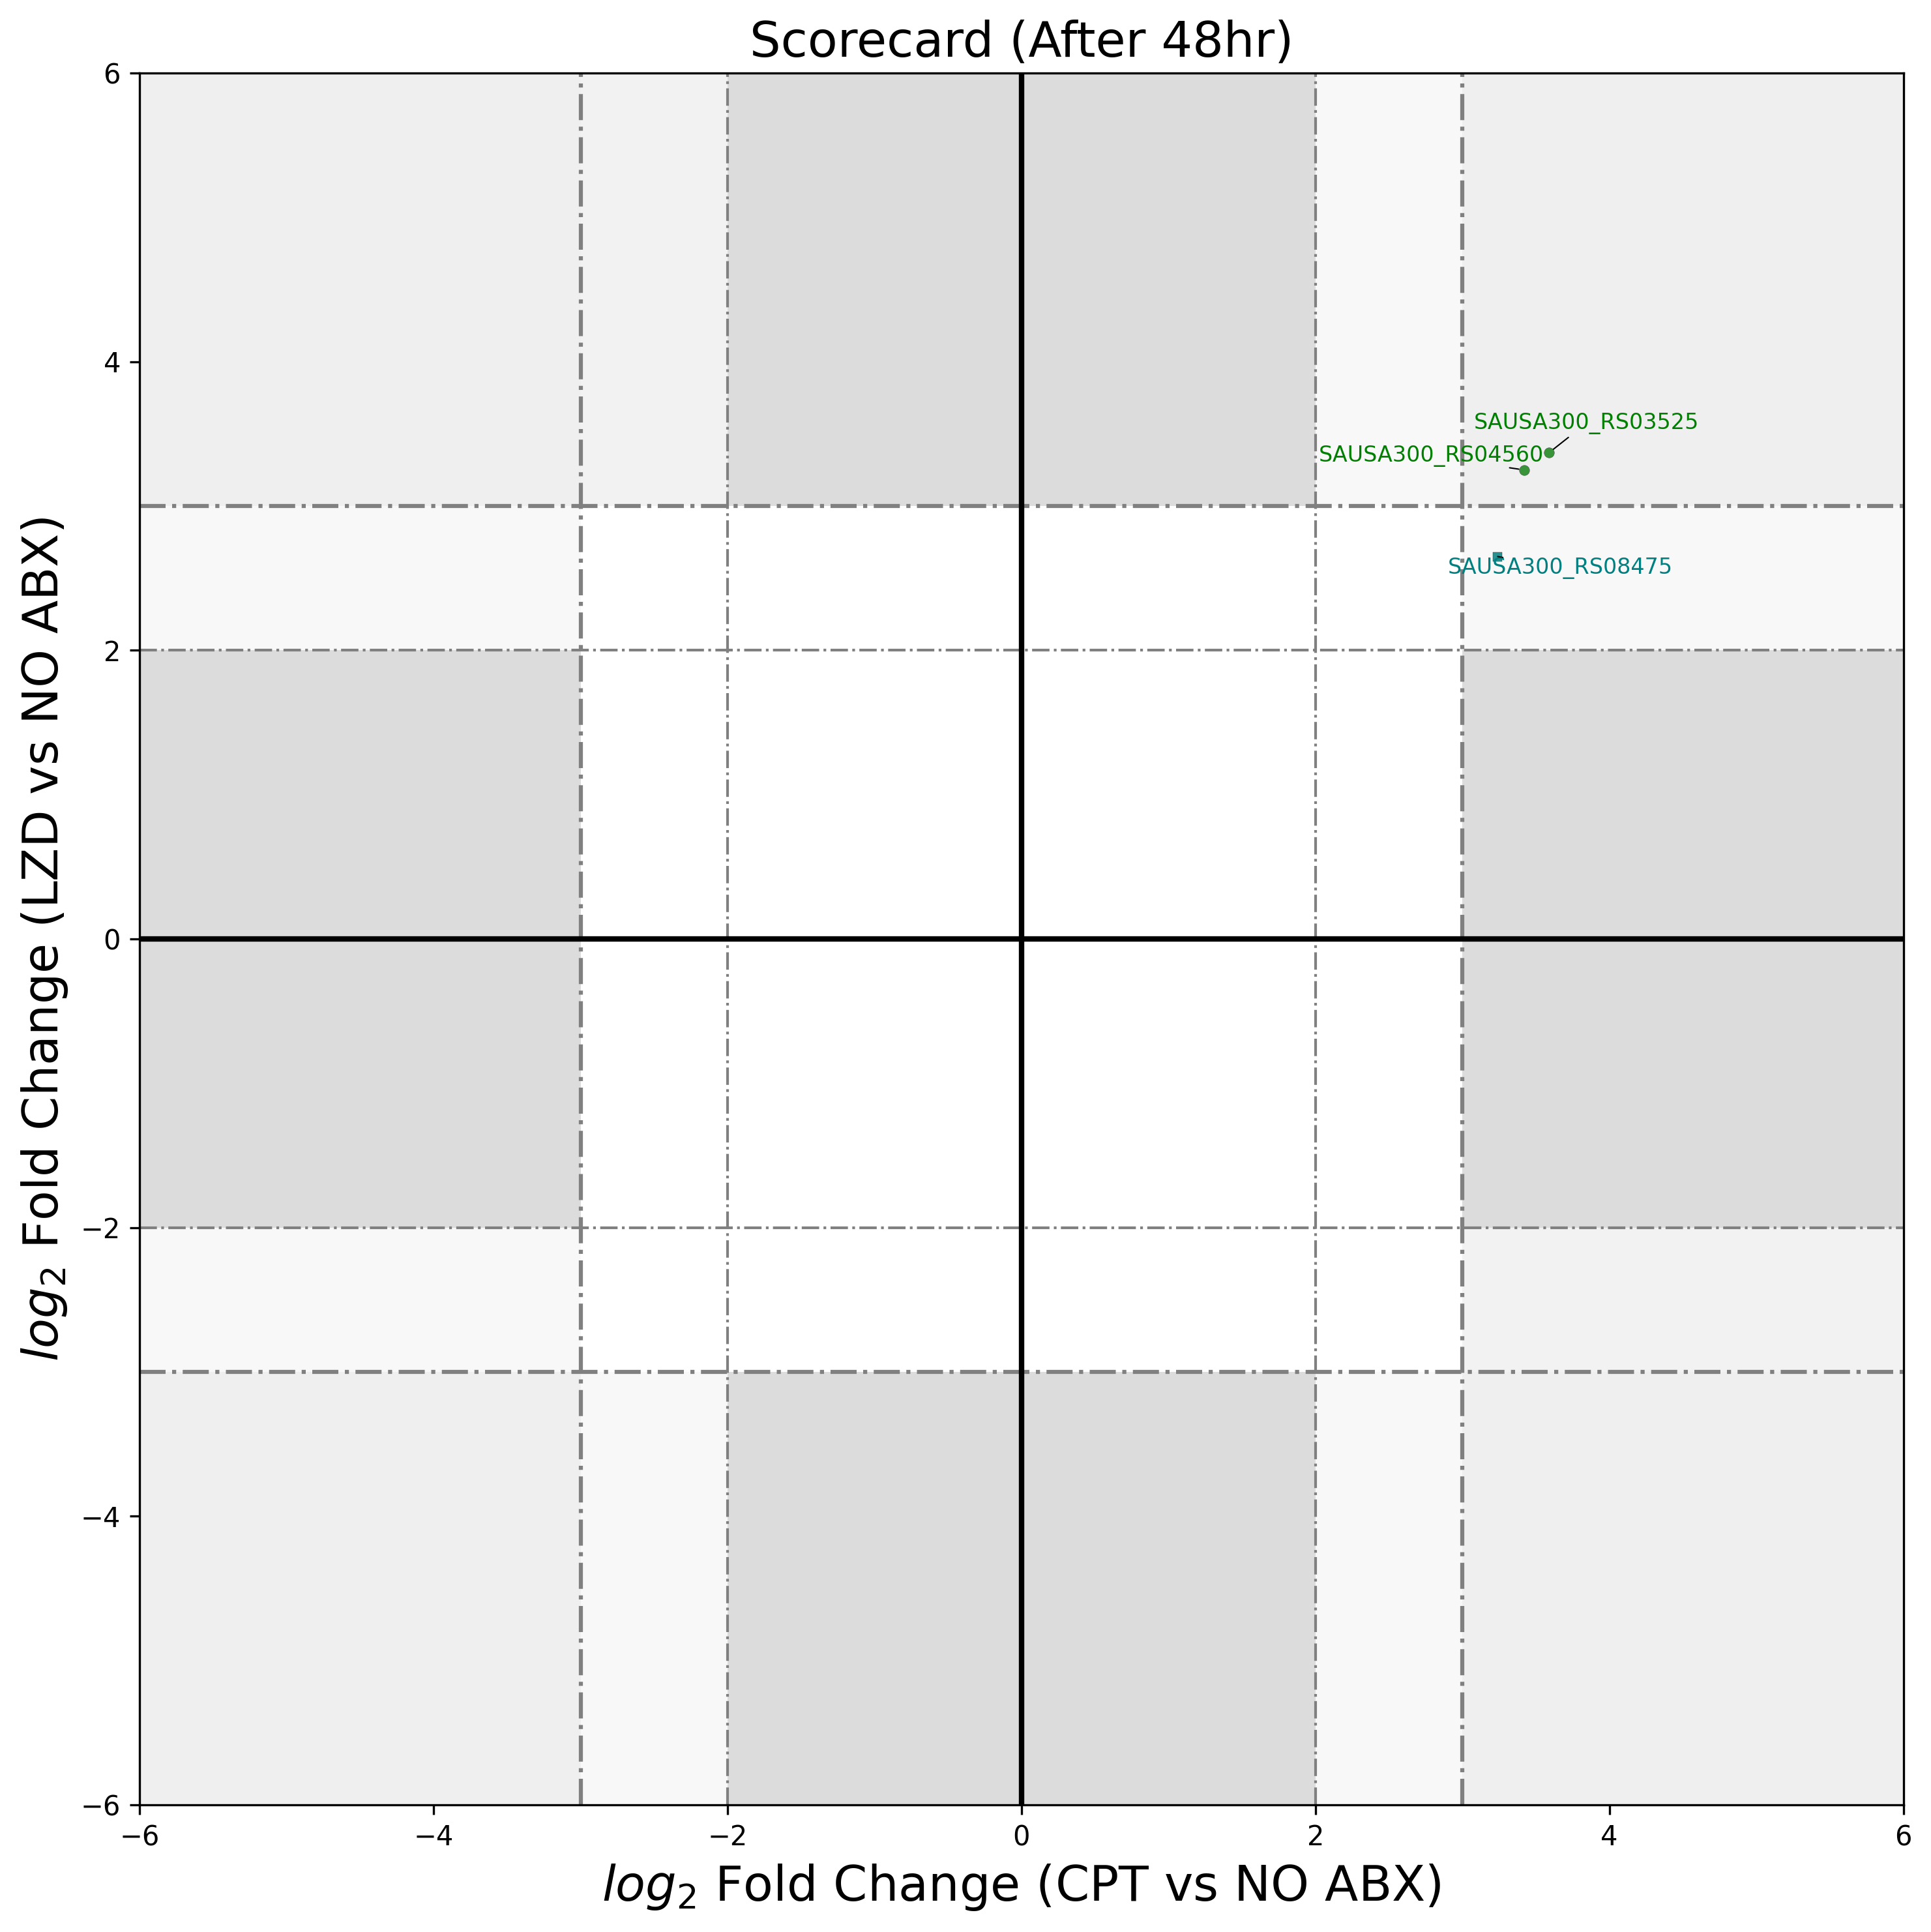 Scorecard (After 48hr)
log2 Fold Change (LZD vs NO ABX)
6
4
2
0
−2
−4
−6
SAUSA300_RS03525
SAUSA300_RS04560
SAUSA300_RS08475
−6
−4
−2
0
2
4
6
log2 Fold Change (CPT vs NO ABX)